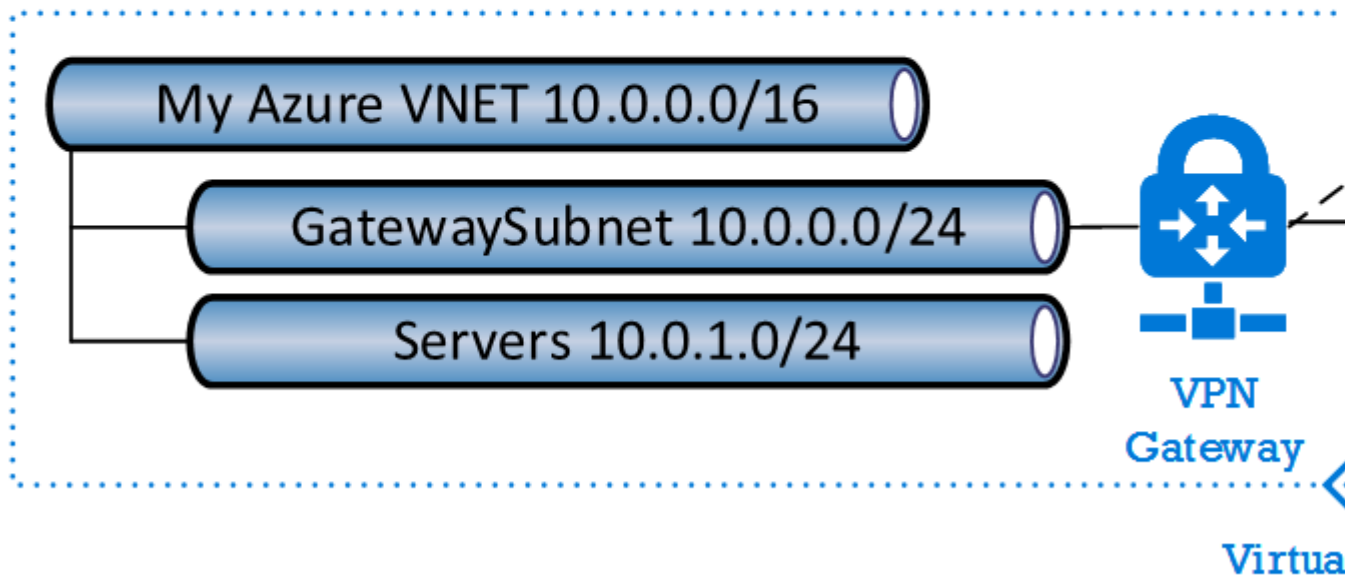 My Azure VNET 10.0.0.0/16
GatewaySubnet 10.0.0.0/24
Servers 10.0.1.0/24
VPN
Gateway
Virtua